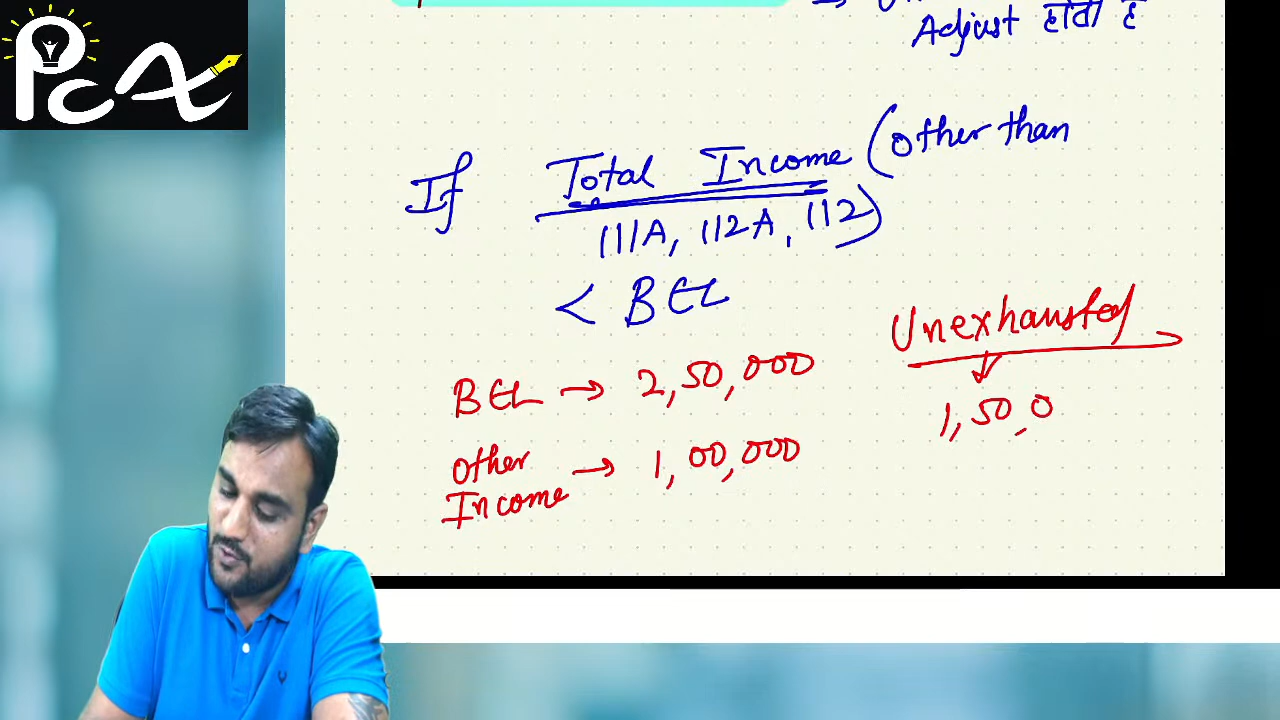 PCA
Adjust होती है
If Total Income (Other than
111A, 112A, 112)
< BEL
Unexhausted
BEL → 2,50,000
1,50,0
Other
Income → 1,00,000